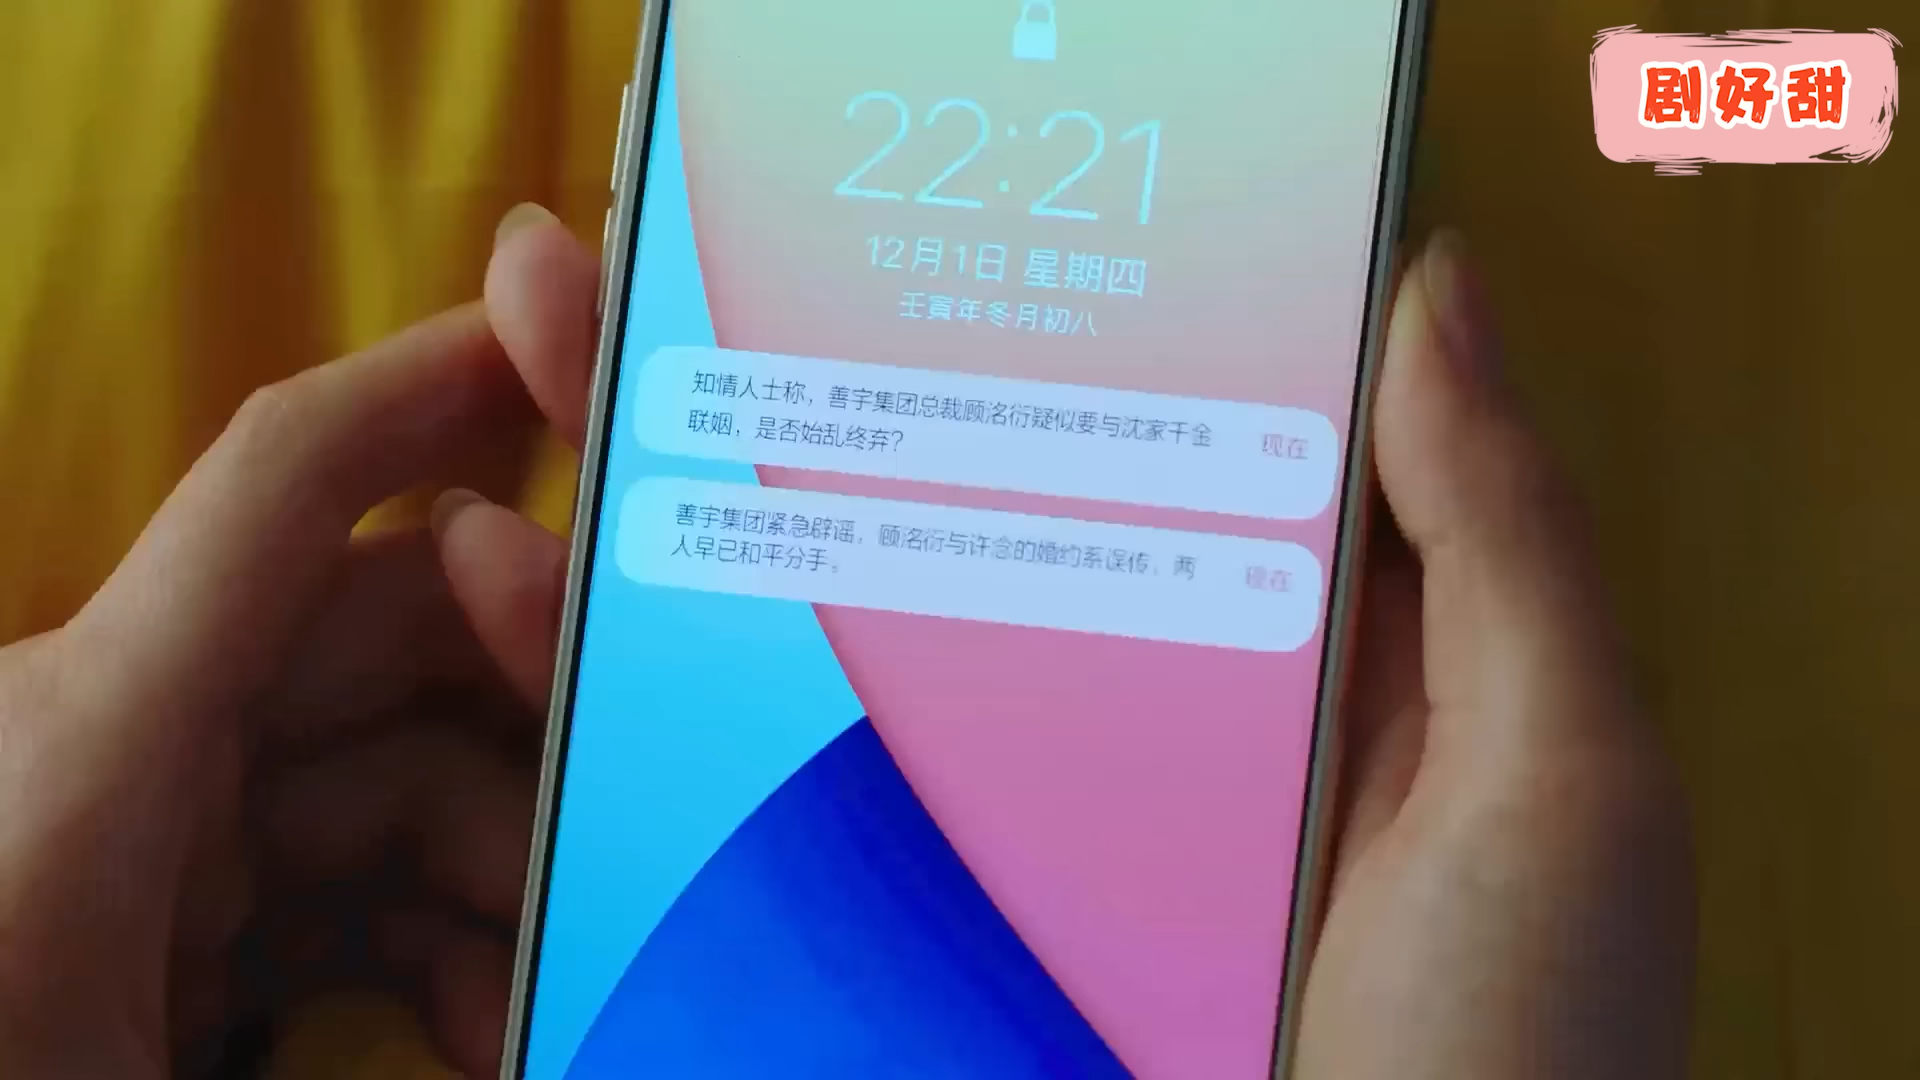 剧好甜
22:21
12月1日 星期四
壬寅年冬月初八
知情人士称，善宇集团总裁顾洺衍疑似要与沈家千金
联姻，是否始乱终弃？
现在
善宇集团紧急辟谣，顾洺衍与许念的婚约系误传，两
人早已和平分手。
现在